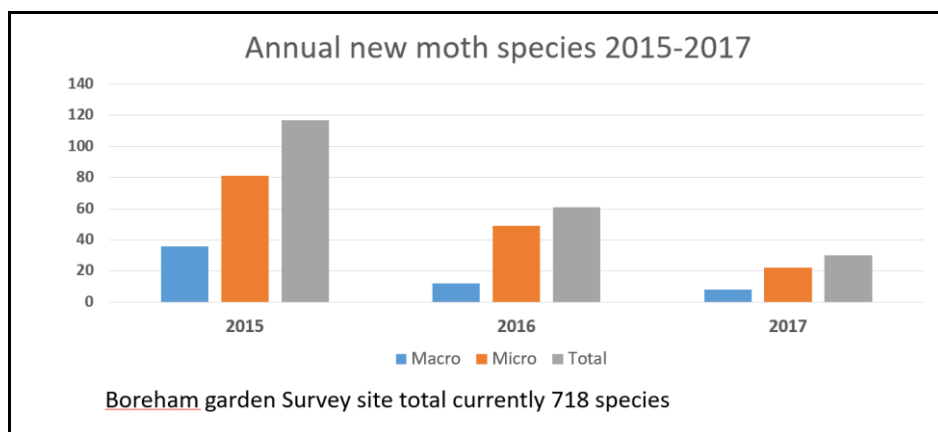 Annual new moth species 2015-2017
140
120
100
80
60
40
20
0
2015 2016 2017
Macro Micro Total
Boreham garden Survey site total currently 718 species